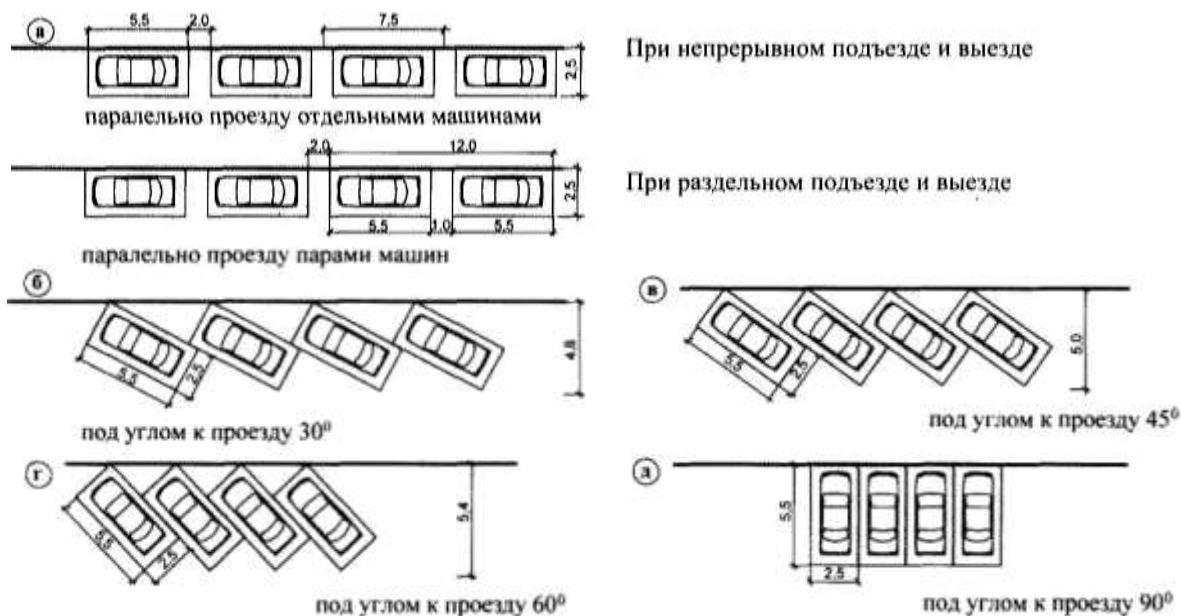 а
5,5 2,0 7,5
2,5
При непрерывном подъезде и выезде
паралельно проезду отдельными машинами
2,0 12,0
2,5
При раздельном подъезде и выезде
5,5 1,0 5,5
паралельно проезду парами машин
б
5,5 2,5
4,8
под углом к проезду 30⁰
в
5,5 2,5
5,0
под углом к проезду 45⁰
г
5,5 2,5
5,4
под углом к проезду 60⁰
д
5,5
2,5
под углом к проезду 90⁰